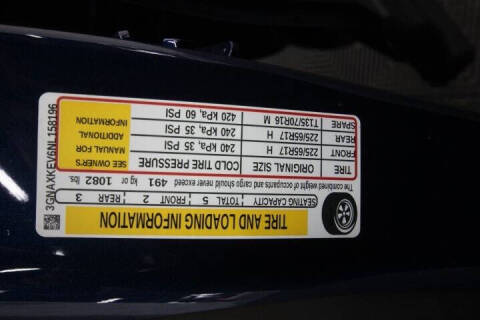 TIRE AND LOADING INFORMATION
SEATING CAPACITY TOTAL 5 FRONT 2 REAR 3
The combined weight of occupants and cargo should never exceed 491 kg or 1082 lbs.
TIRE ORIGINAL SIZE COLD TIRE PRESSURE
FRONT 225/65R17 H 240 kPa, 35 PSI
REAR 225/65R17 H 240 kPa, 35 PSI
SPARE T135/70R16 M 420 kPa, 60 PSI
SEE OWNER'S
MANUAL FOR
ADDITIONAL
INFORMATION
3GNAXKEV6NL158196